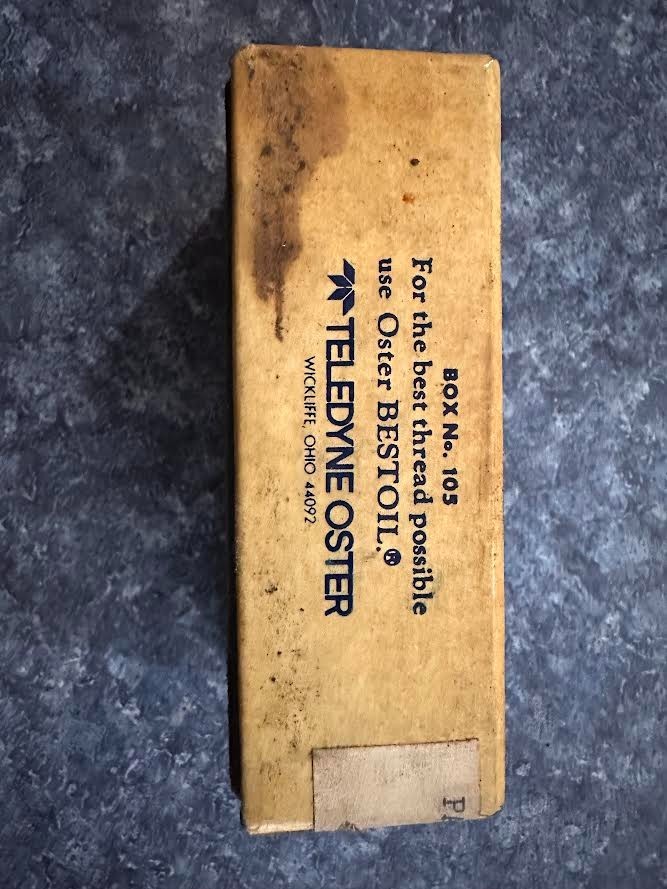 BOX No. 105
For the best thread possible
use Oster BESTOIL.®
TELEDYNE OSTER
WICKLIFFE, OHIO 44092